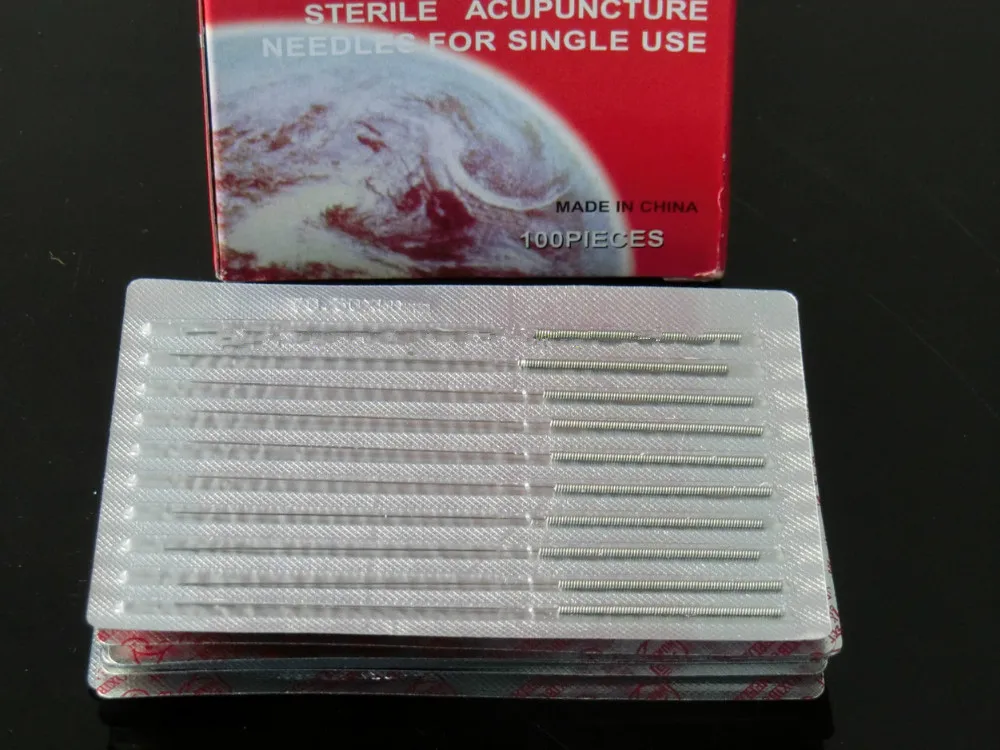 STERILE ACUPUNCTURE
NEEDLES FOR SINGLE USE
MADE IN CHINA
100PIECES